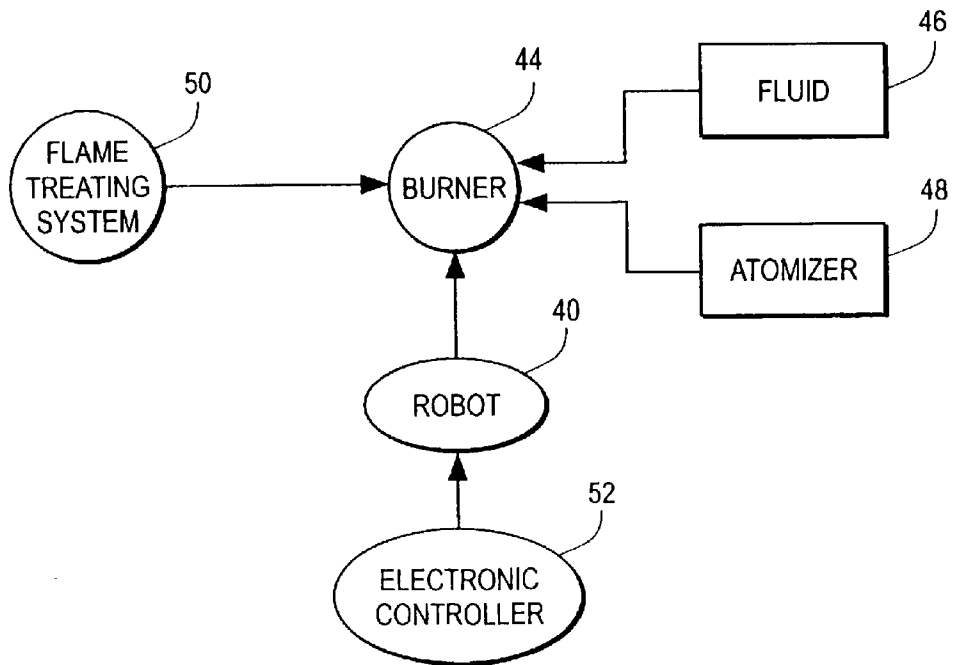 46
FLUID
44
50
FLAME
TREATING
SYSTEM
BURNER
48
ATOMIZER
40
ROBOT
52
ELECTRONIC
CONTROLLER